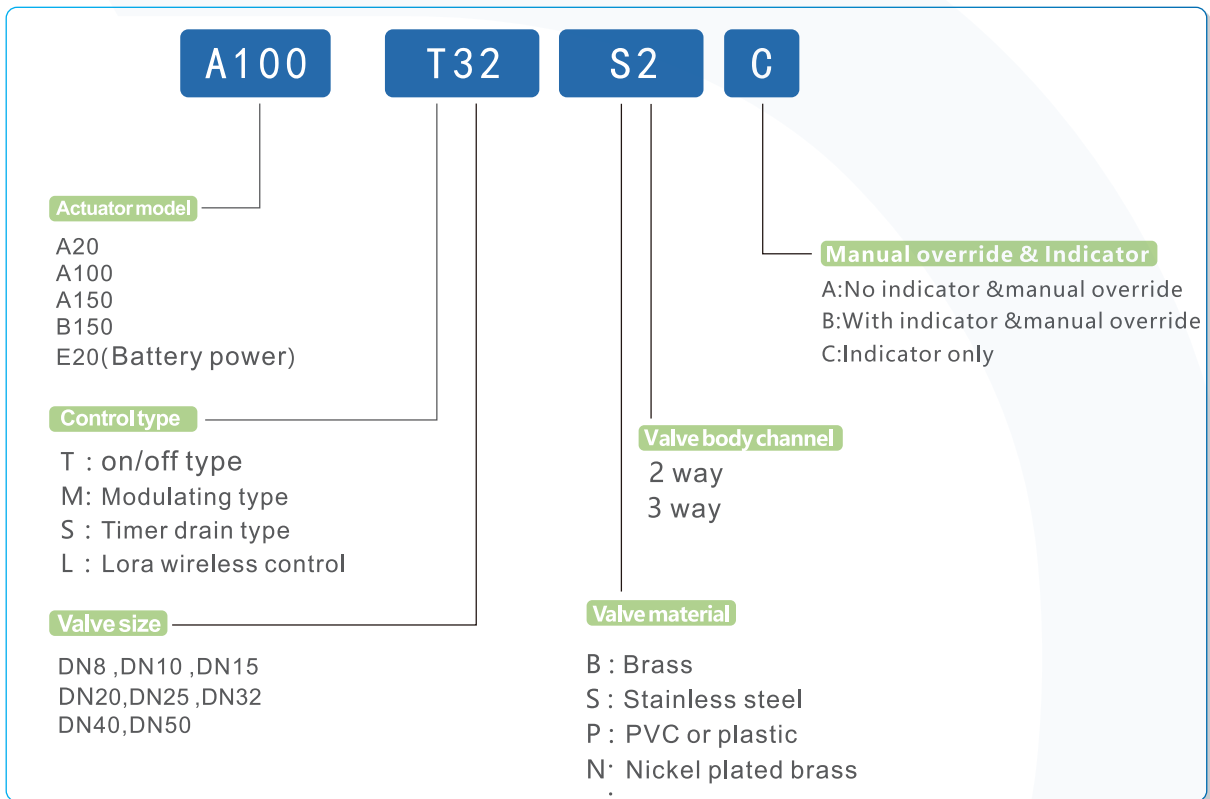 A100 T32 S2 C
Actuator model
A20
A100
A150
B150
E20(Battery power)
Control type
T : on/off type
M: Modulating type
S : Timer drain type
L : Lora wireless control
Valve size
DN8 ,DN10 ,DN15
DN20,DN25 ,DN32
DN40,DN50
Manual override & Indicator
A:No indicator &manual override
B:With indicator &manual override
C:Indicator only
Valve body channel
2 way
3 way
Valve material
B : Brass
S : Stainless steel
P : PVC or plastic
N: Nickel plated brass